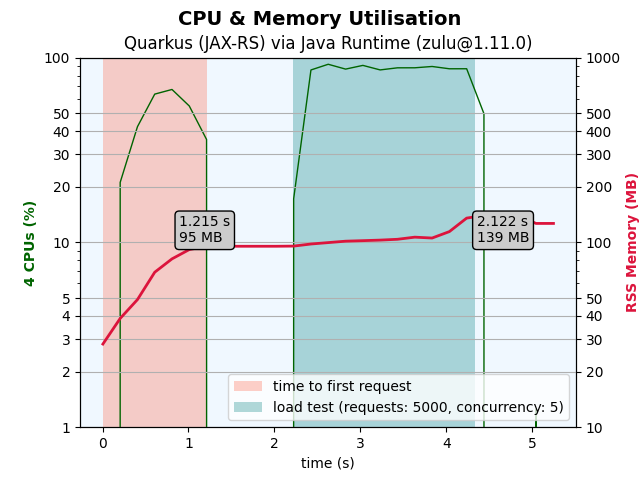 CPU & Memory Utilisation
Quarkus (JAX-RS) via Java Runtime (zulu@1.11.0)
100
50
40
30
20
10
5
4
3
2
1
4 CPUs (%)
1000
500
400
300
200
100
50
40
30
20
10
RSS Memory (MB)
1.215 s
95 MB
2.122 s
139 MB
time to first request
load test (requests: 5000, concurrency: 5)
0 1 2 3 4 5
time (s)